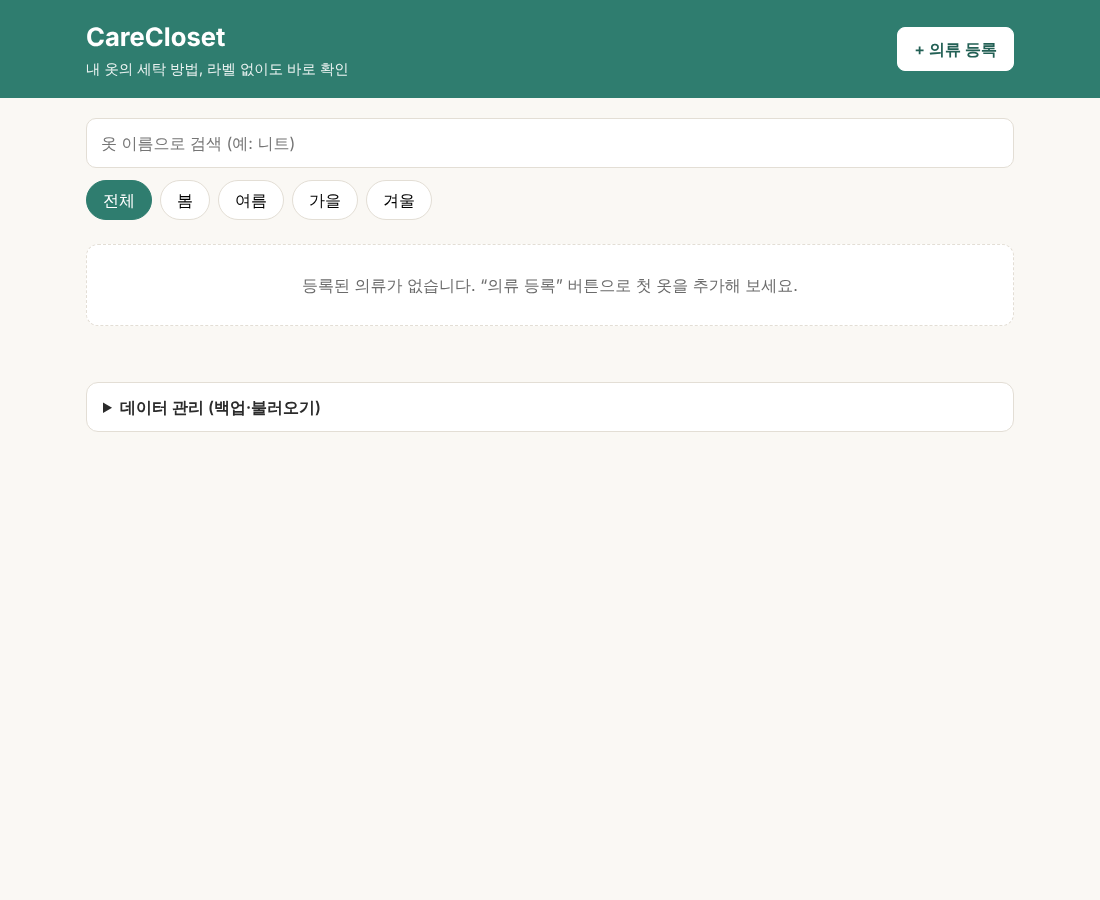 CareCloset
내 옷의 세탁 방법, 라벨 없이도 바로 확인
+ 의류 등록
옷 이름으로 검색 (예: 니트)
전체 봄 여름 가을 겨울
등록된 의류가 없습니다. “의류 등록” 버튼으로 첫 옷을 추가해 보세요.
▶ 데이터 관리 (백업·불러오기)